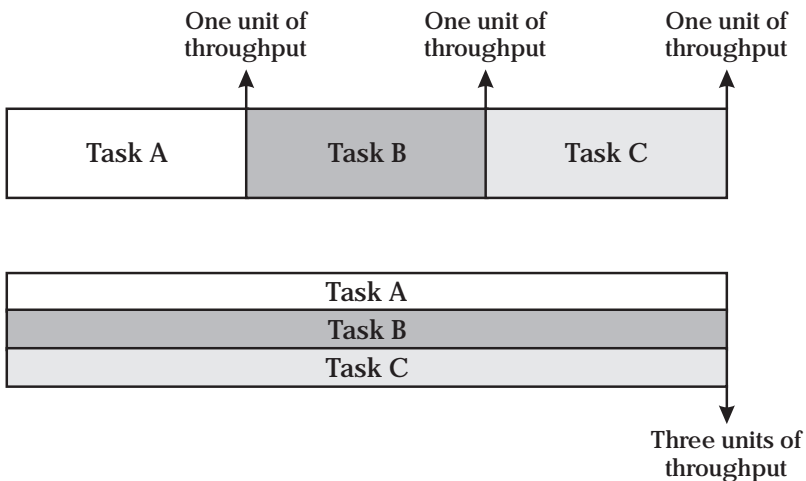 One unit of
throughput
One unit of
throughput
One unit of
throughput
Task A
Task B
Task C
Task A
Task B
Task C
Three units of
throughput